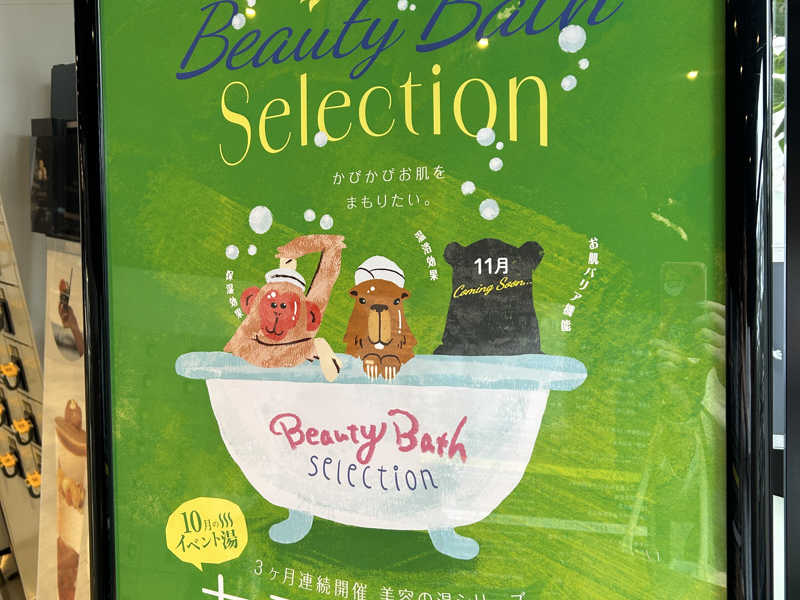 Beauty Bath
Selection
かぴかぴお肌を
まもりたい。
保湿効果
温浴効果
11月
Coming Soon...
お肌バリア機能
Beauty Bath
selection
10月の
イベント湯
3ヶ月連続開催 美容の湯シリーズ